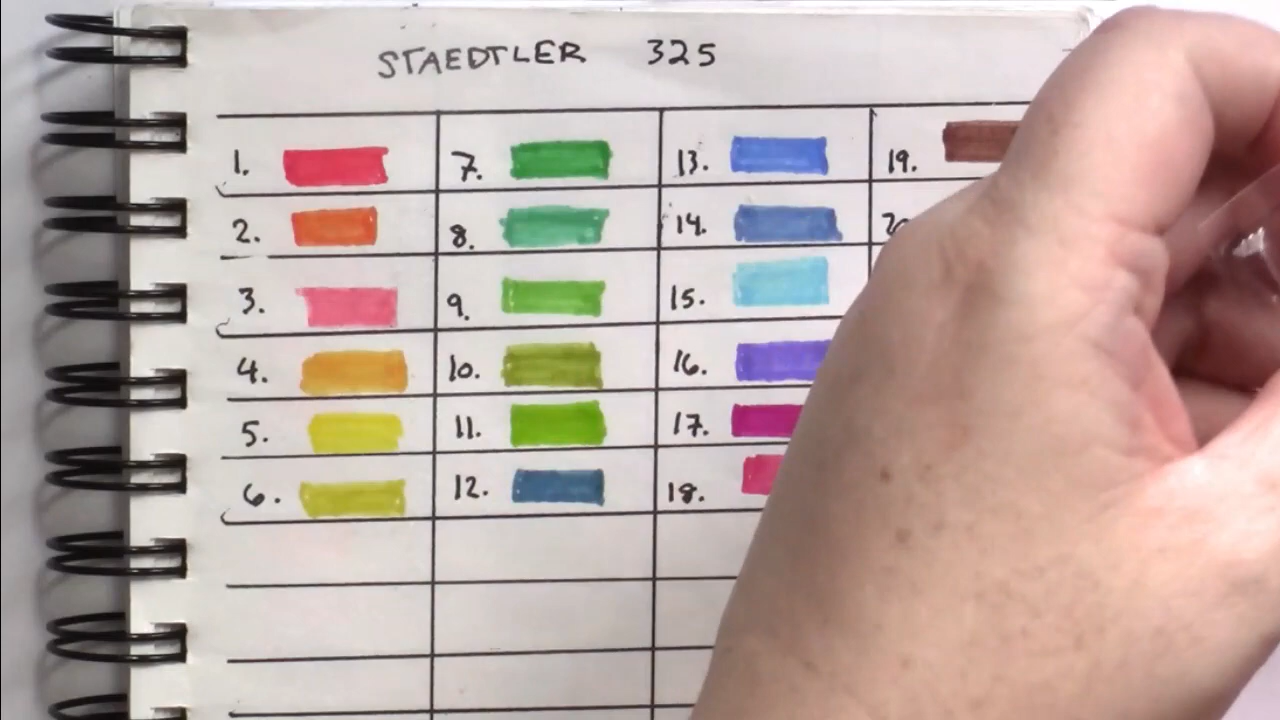 STAEDTLER 325
1. 7. 13. 19.
2. 8. 14. 20
3. 9. 15.
4. 10. 16.
5. 11. 17.
6. 12. 18.